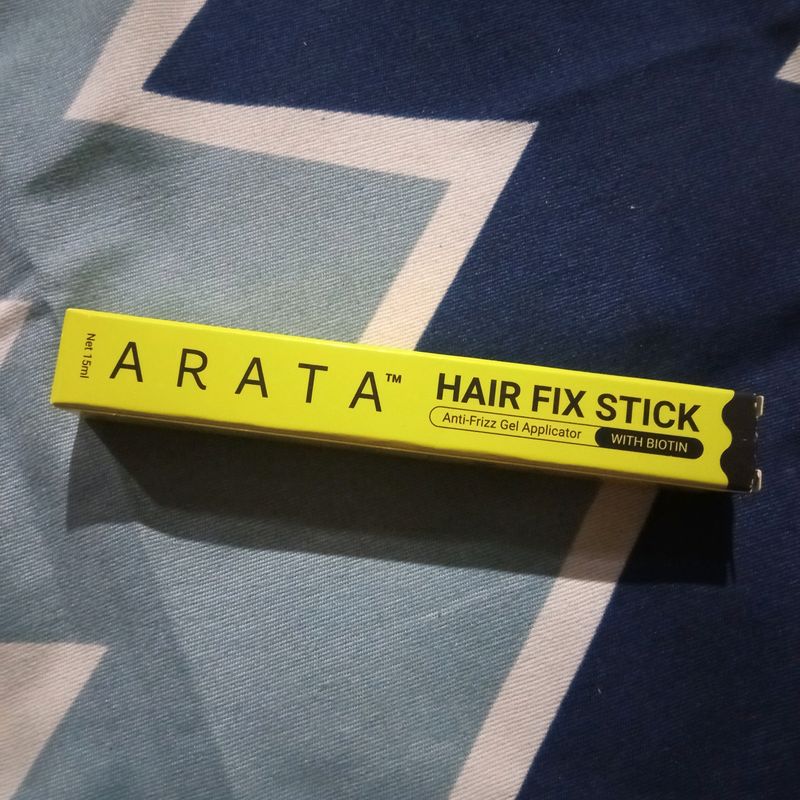 Net 15ml
ARATA™
HAIR FIX STICK
Anti-Frizz Gel Applicator WITH BIOTIN